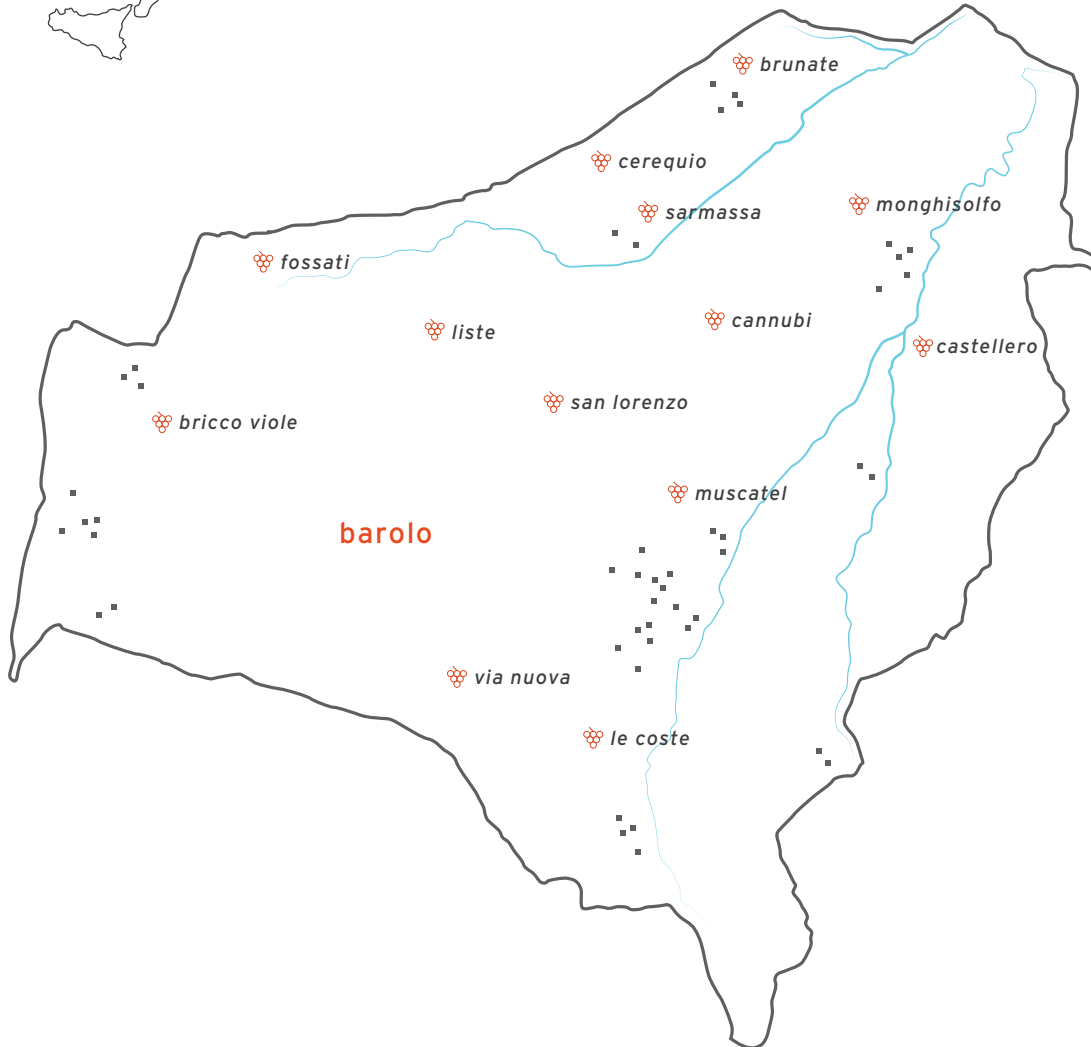 brunate
cerequio
sarmassa
monghisolfo
fossati
cannubi
liste
castellero
san lorenzo
bricco viole
muscatel
barolo
via nuova
le coste